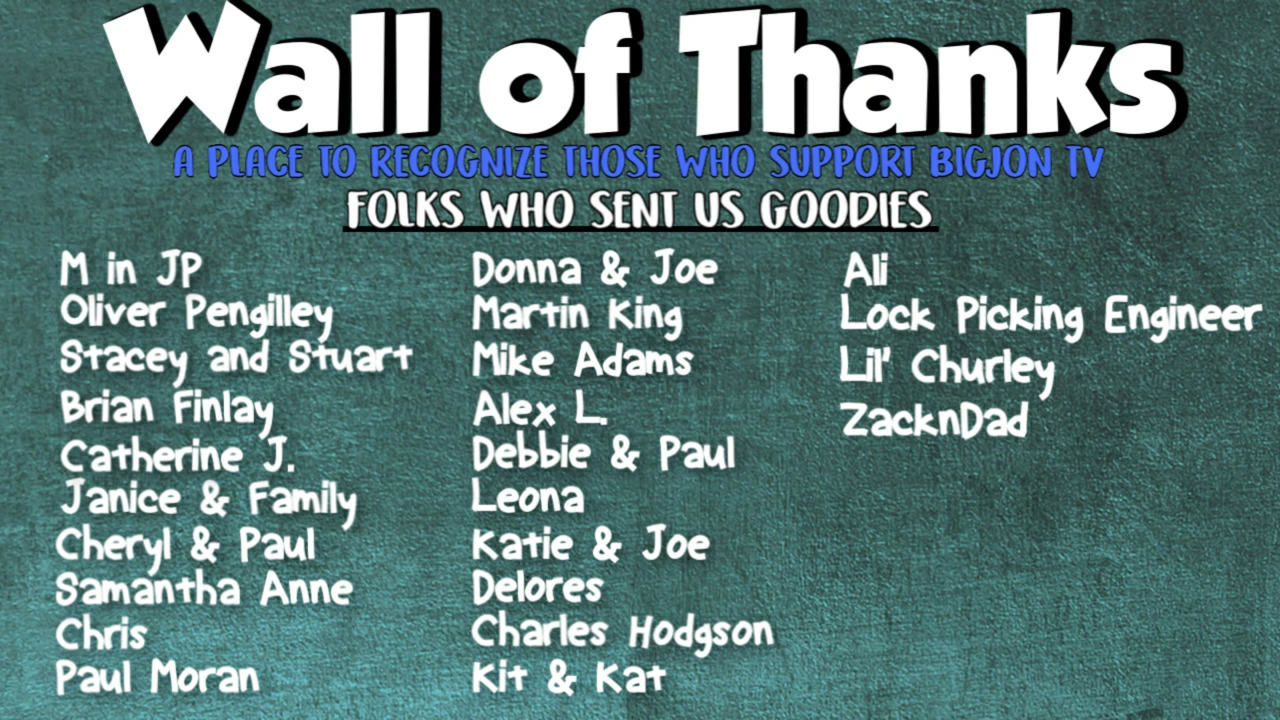 Wall of Thanks
A PLACE TO RECOGNIZE THOSE WHO SUPPORT BIGJON TV
FOLKS WHO SENT US GOODIES
M in JP
Oliver Pengilley
Stacey and Stuart
Brian Finlay
Catherine J.
Janice & Family
Cheryl & Paul
Samantha Anne
Chris
Paul Moran
Donna & Joe
Martin King
Mike Adams
Alex L.
Debbie & Paul
Leona
Katie & Joe
Delores
Charles Hodgson
Kit & Kat
Ali
Lock Picking Engineer
Lil' Churley
ZacknDad